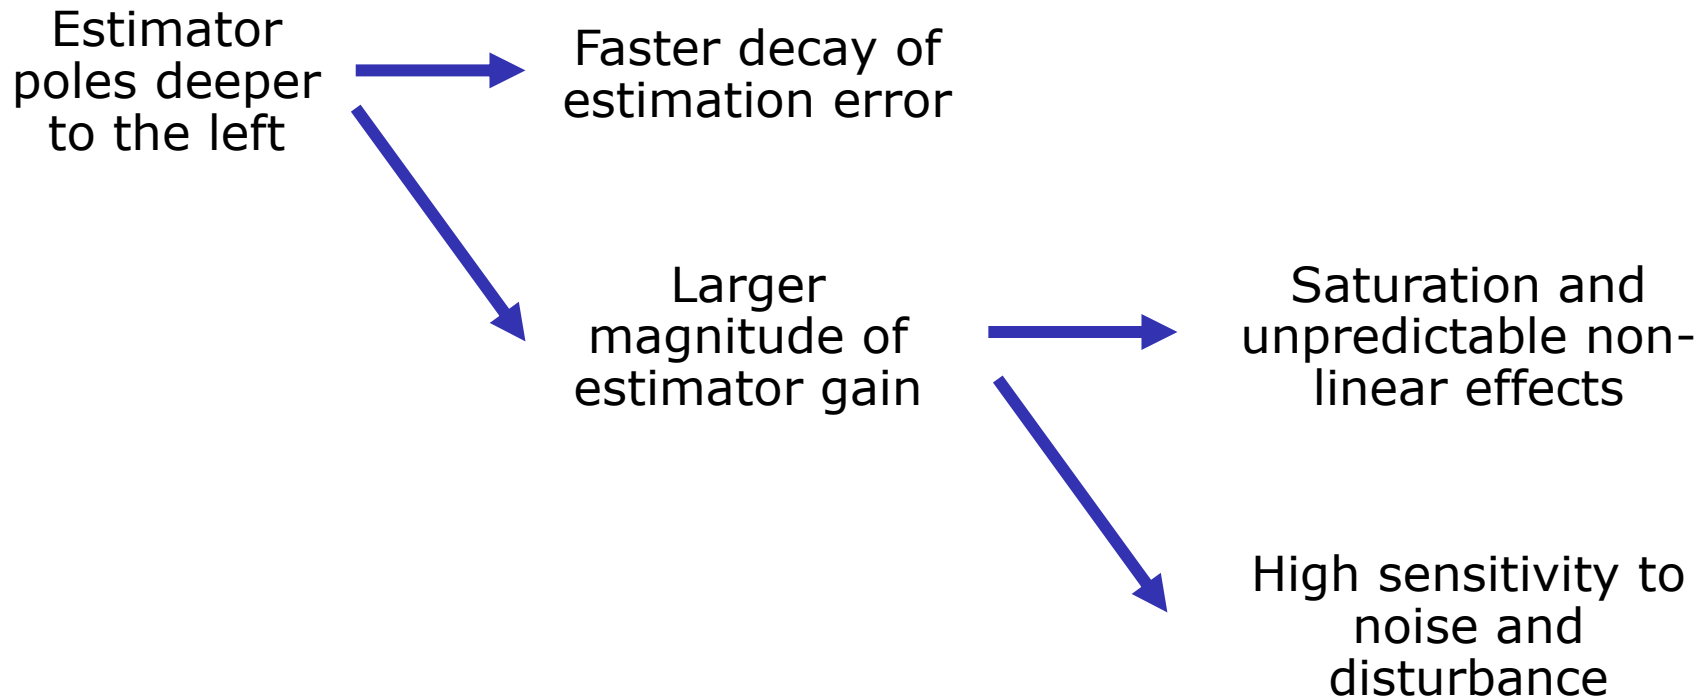 Estimator
poles deeper
to the left
Faster decay of
estimation error
Larger
magnitude of
estimator gain
Saturation and
unpredictable non-
linear effects
High sensitivity to
noise and
disturbance